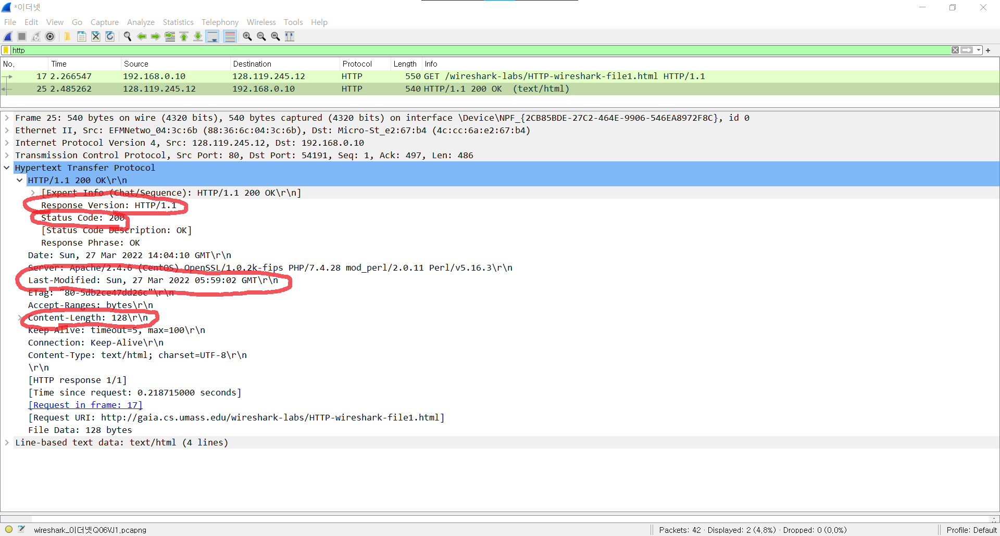 *이더넷
File Edit View Go Capture Analyze Statistics Telephony Wireless Tools Help
http
No. Time Source Destination Protocol Length Info
17 2.266547 192.168.0.10 128.119.245.12 HTTP 550 GET /wireshark-labs/HTTP-wireshark-file1.html HTTP/1.1
25 2.485262 128.119.245.12 192.168.0.10 HTTP 540 HTTP/1.1 200 OK (text/html)
Frame 25: 540 bytes on wire (4320 bits), 540 bytes captured (4320 bits) on interface \Device\NPF_{2CB85BDE-27C2-464E-9906-546EA8972F8C}, id 0
Ethernet II, Src: EFMNetwo_04:3c:6b (88:36:6c:04:3c:6b), Dst: Micro-St_e2:67:b4 (4c:cc:6a:e2:67:b4)
Internet Protocol Version 4, Src: 128.119.245.12, Dst: 192.168.0.10
Transmission Control Protocol, Src Port: 80, Dst Port: 54191, Seq: 1, Ack: 497, Len: 486
Hypertext Transfer Protocol
HTTP/1.1 200 OK\r\n
[Expert Info (Chat/Sequence): HTTP/1.1 200 OK\r\n]
Response Version: HTTP/1.1
Status Code: 200
[Status Code Description: OK]
Response Phrase: OK
Date: Sun, 27 Mar 2022 14:04:10 GMT\r\n
Server: Apache/2.4.6 (CentOS) OpenSSL/1.0.2k-fips PHP/7.4.28 mod_perl/2.0.11 Perl/v5.16.3\r\n
Last-Modified: Sun, 27 Mar 2022 05:59:02 GMT\r\n
ETag: "80-5db2ce47dd26c"\r\n
Accept-Ranges: bytes\r\n
Content-Length: 128\r\n
Keep-Alive: timeout=5, max=100\r\n
Connection: Keep-Alive\r\n
Content-Type: text/html; charset=UTF-8\r\n
\r\n
[HTTP response 1/1]
[Time since request: 0.218715000 seconds]
[Request in frame: 17]
[Request URI: http://gaia.cs.umass.edu/wireshark-labs/HTTP-wireshark-file1.html]
File Data: 128 bytes
Line-based text data: text/html (4 lines)
wireshark_이더넷Q06VJ1.pcapng
Packets: 42 · Displayed: 2 (4.8%) · Dropped: 0 (0.0%)
Profile: Default